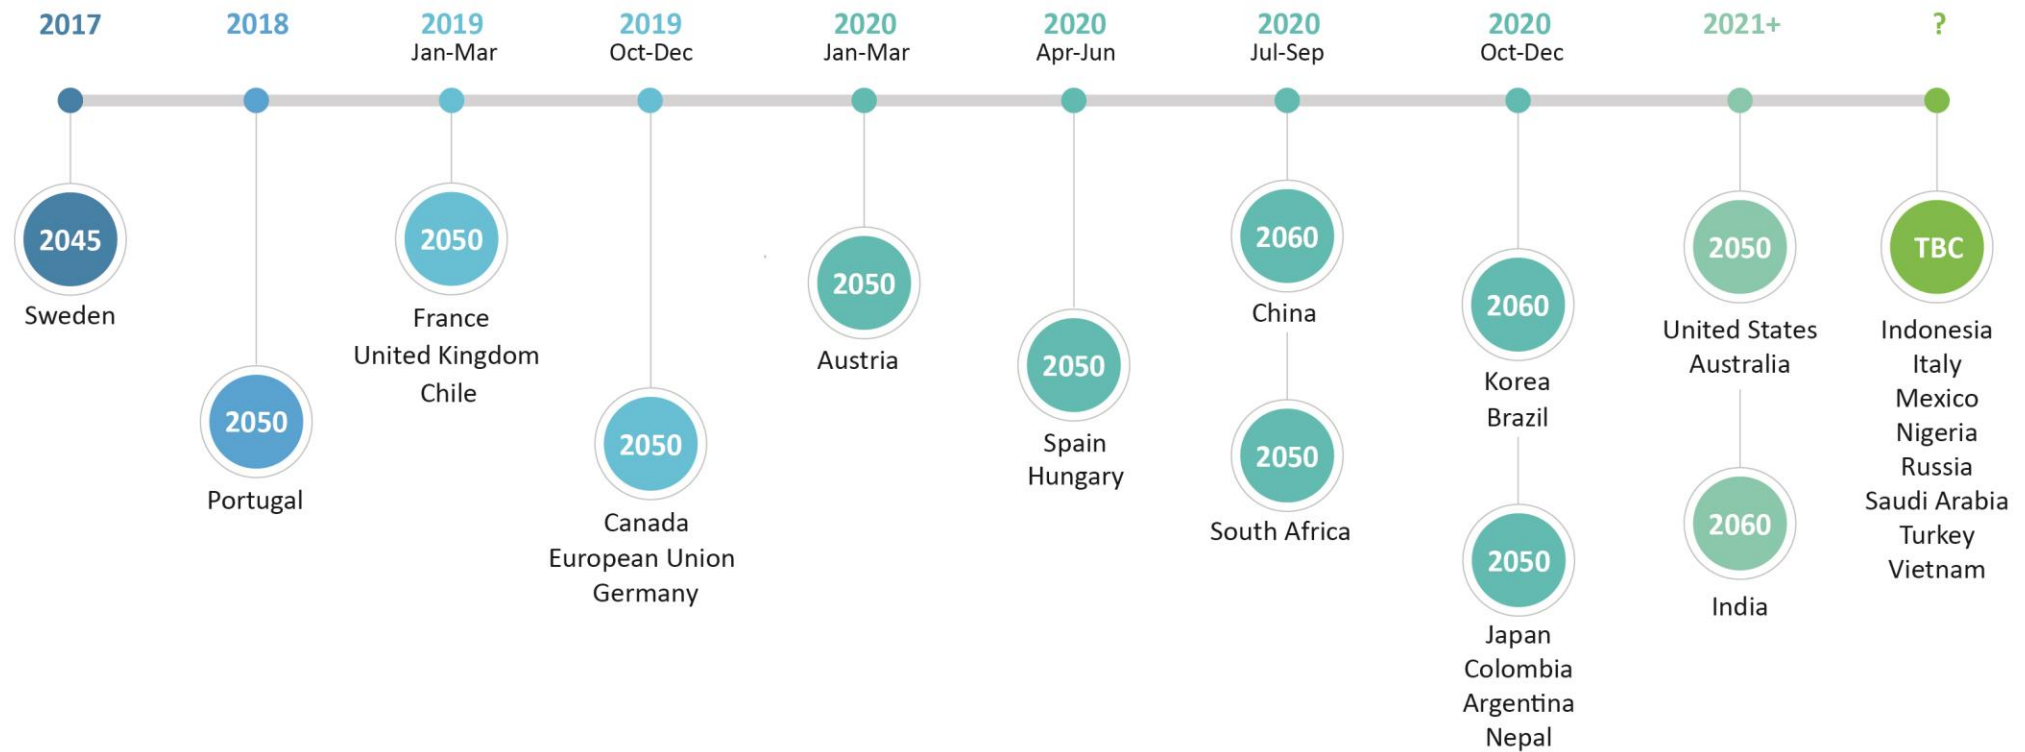 2017
2018
2019
Jan-Mar
2019
Oct-Dec
2020
Jan-Mar
2020
Apr-Jun
2020
Jul-Sep
2020
Oct-Dec
2021+
?
2045
Sweden
2050
Portugal
2050
France
United Kingdom
Chile
2050
Canada
European Union
Germany
2050
Austria
2050
Spain
Hungary
2060
China
2050
South Africa
2060
Korea
Brazil
2050
Japan
Colombia
Argentina
Nepal
2050
United States
Australia
2060
India
TBC
Indonesia
Italy
Mexico
Nigeria
Russia
Saudi Arabia
Turkey
Vietnam